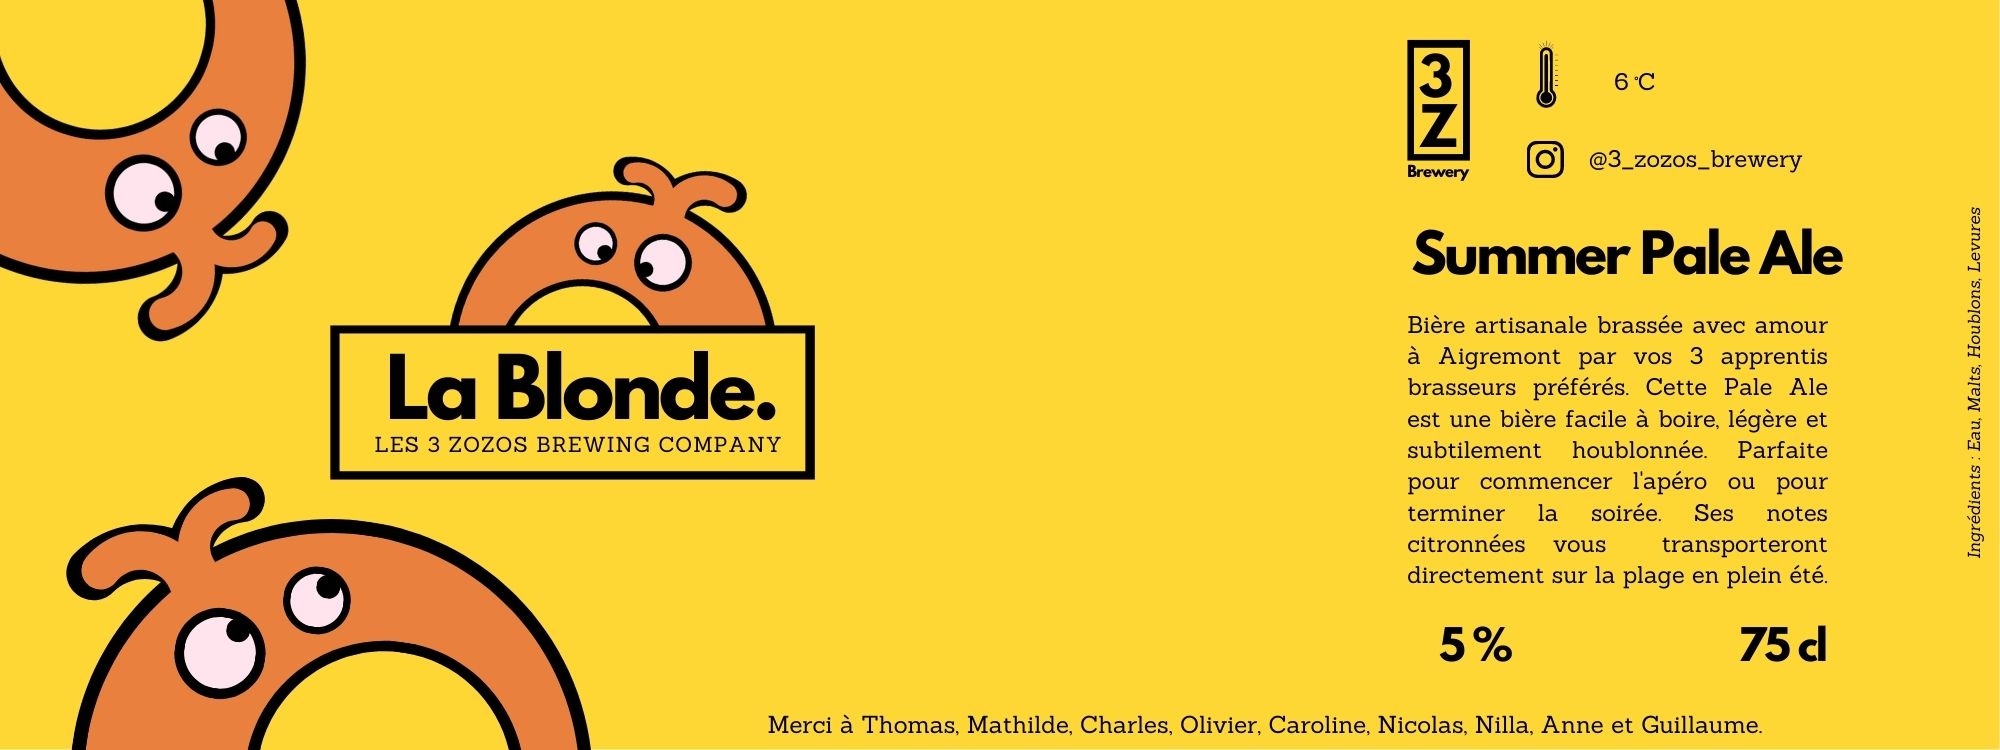 La Blonde.
LES 3 ZOZOS BREWING COMPANY
3
Z
Brewery
6 °C
@3_zozos_brewery
Summer Pale Ale
Bière artisanale brassée avec amour
à Aigremont par vos 3 apprentis
brasseurs préférés. Cette Pale Ale
est une bière facile à boire, légère et
subtilement houblonnée. Parfaite
pour commencer l'apéro ou pour
terminer la soirée. Ses notes
citronnées vous transporteront
directement sur la plage en plein été.
5 %
75 cl
Ingrédients : Eau, Malts, Houblons, Levures
Merci à Thomas, Mathilde, Charles, Olivier, Caroline, Nicolas, Nilla, Anne et Guillaume.